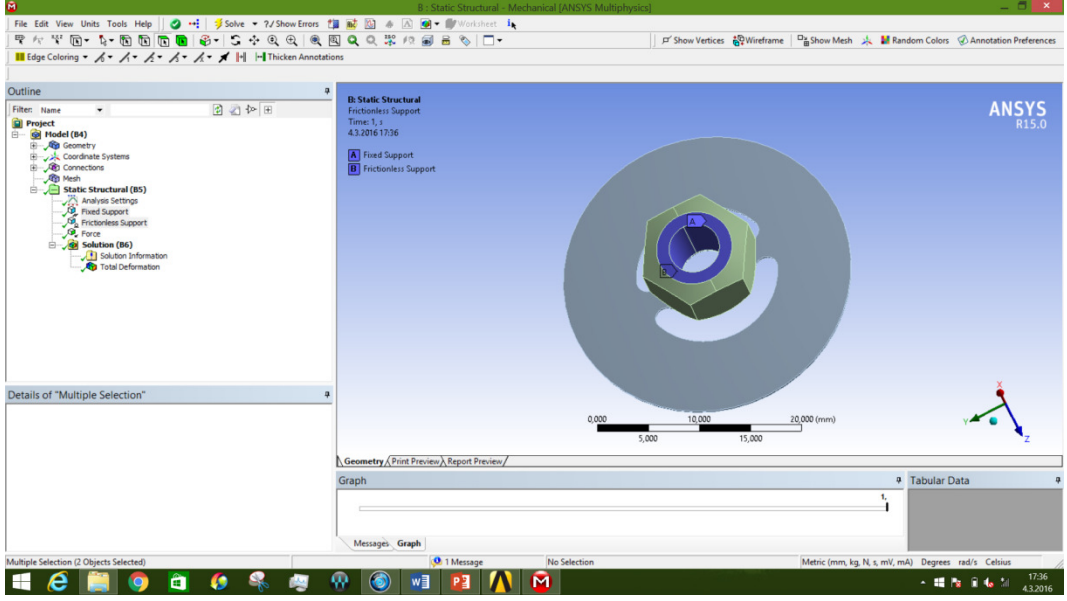 B : Static Structural - Mechanical [ANSYS Multiphysics]
File Edit View Units Tools Help Solve ?/ Show Errors Worksheet
Show Vertices Wireframe Show Mesh Random Colors Annotation Preferences
Edge Coloring Thicken Annotations
Outline
Filter: Name
Project
Model (B4)
Geometry
Coordinate Systems
Connections
Mesh
Static Structural (B5)
Analysis Settings
Fixed Support
Frictionless Support
Force
Solution (B6)
Solution Information
Total Deformation
Details of "Multiple Selection"
B: Static Structural
Frictionless Support
Time: 1, s
4.3.2016 17:36
A Fixed Support
B Frictionless Support
ANSYS
R15.0
A
B
0,000 10,000 20,000 (mm)
5,000 15,000
X
Y
Z
Geometry Print Preview Report Preview
Graph
1,
Messages Graph
Tabular Data
Multiple Selection (2 Objects Selected) 1 Message No Selection Metric (mm, kg, N, s, mV, mA) Degrees rad/s Celsius
17:36
4.3.2016